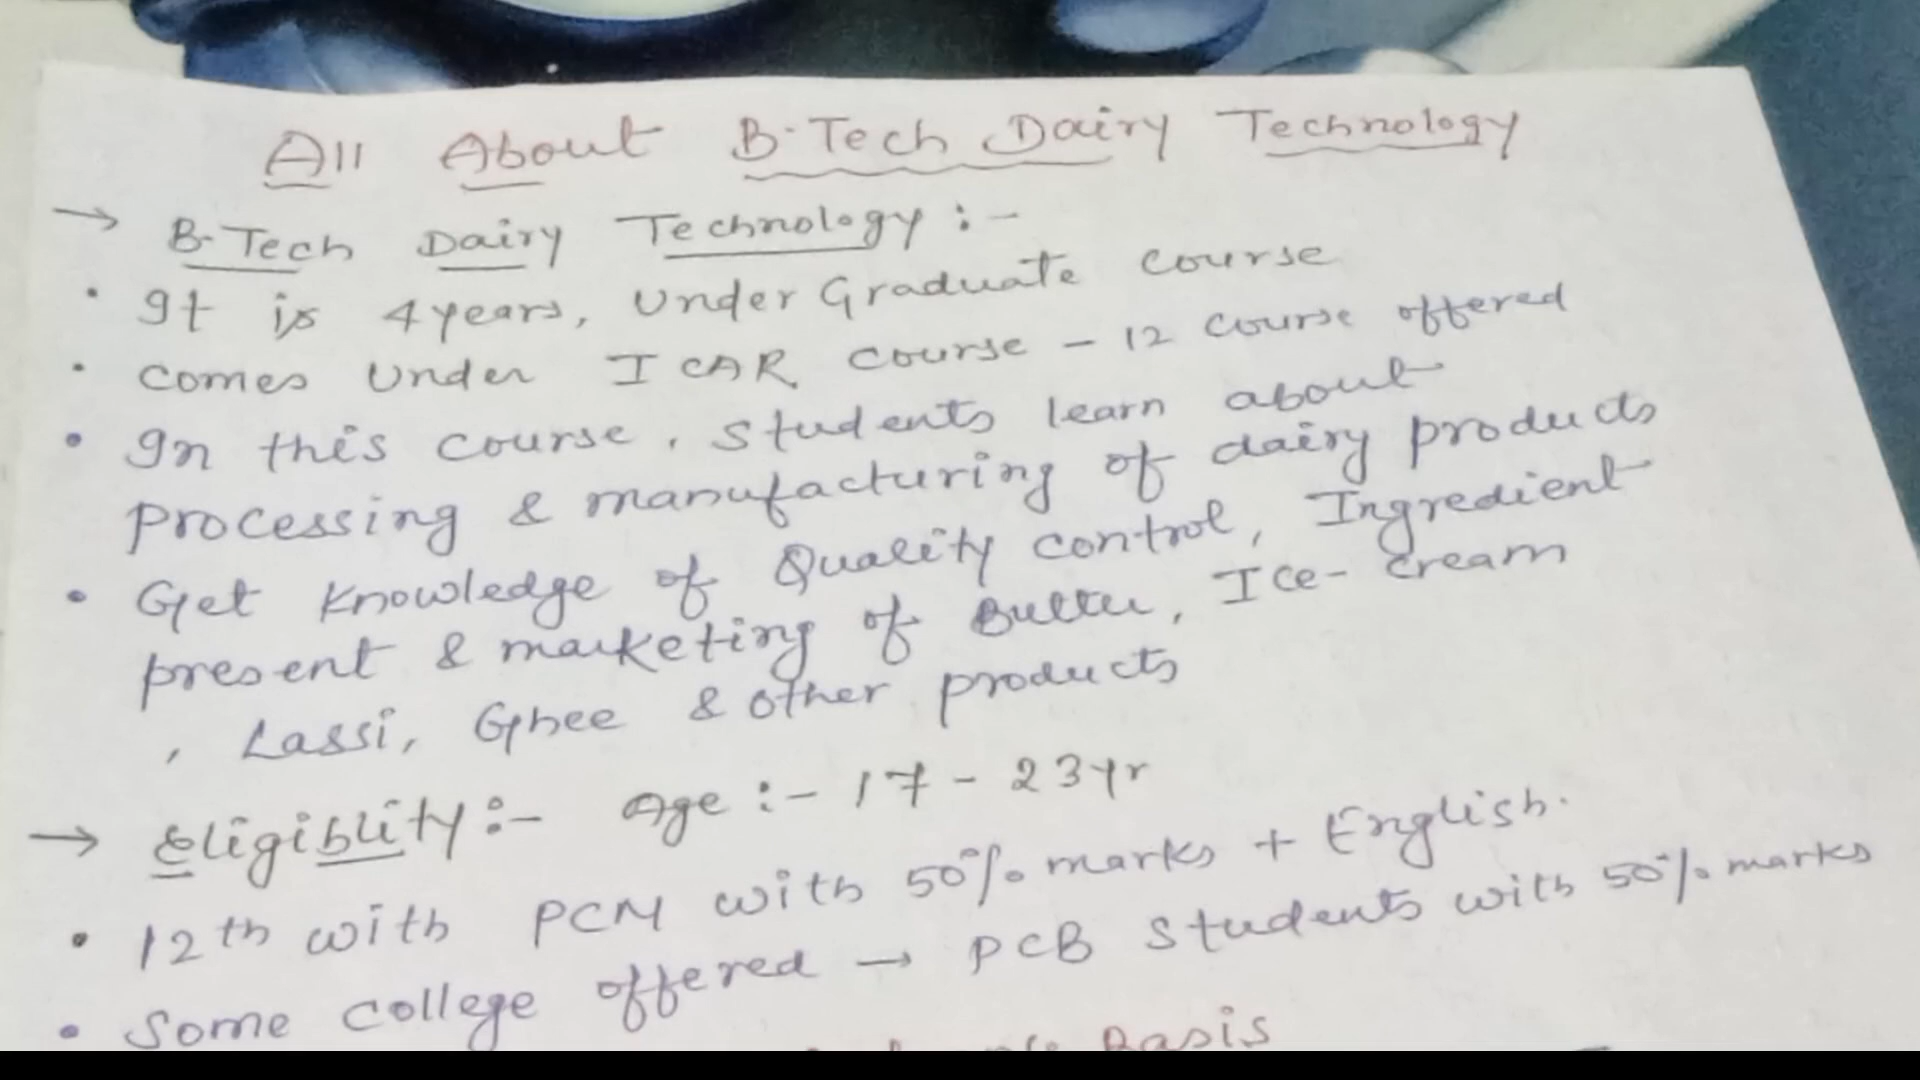 All About B.Tech Dairy Technology
→ B.Tech Dairy Technology :-
• It is 4 years, Under Graduate course
• comes Under ICAR course - 12 course offered
• In this course, students learn about
processing & manufacturing of dairy products
• Get Knowledge of Quality control, Ingredient
present & marketing of Butter, Ice-cream
, Lassi, Ghee & other products
→ Eligiblity :- Age :- 17 - 23 yr
• 12th with PCM with 50% marks + English.
• Some college offered → PCB students with 50% marks
Basis